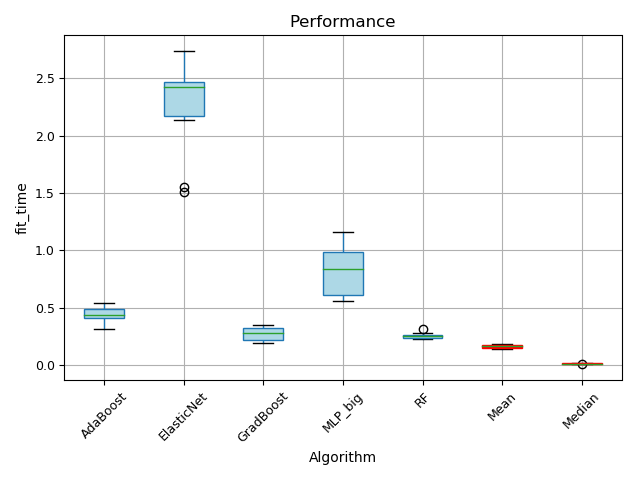 Performance
fit_time
2.5
2.0
1.5
1.0
0.5
0.0
AdaBoost
ElasticNet
GradBoost
MLP_big
RF
Mean
Median
Algorithm